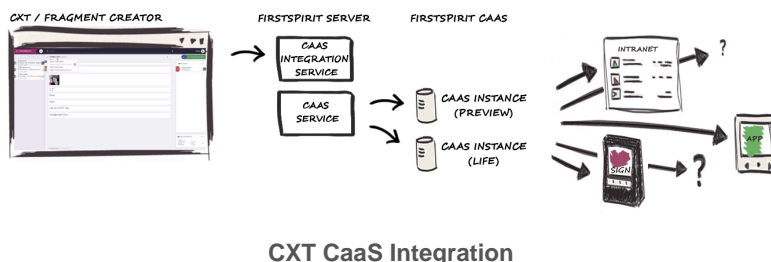 CXT / FRAGMENT CREATOR
FIRSTSPIRIT SERVER
FIRSTSPIRIT CAAS
CAAS
INTEGRATION
SERVICE
CAAS
SERVICE
CAAS INSTANCE
(PREVIEW)
CAAS INSTANCE
(LIFE)
INTRANET
?
SIGN
?
APP
CXT CaaS Integration